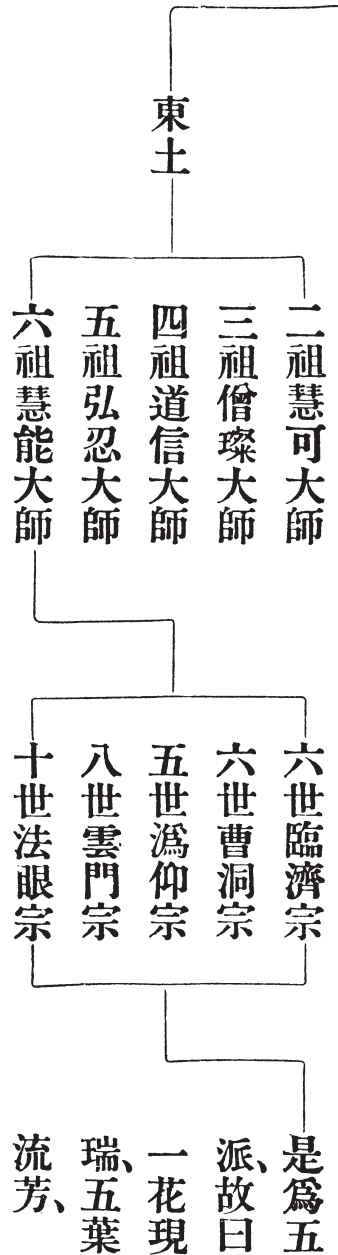 東土
二祖慧可大師
三祖僧璨大師
四祖道信大師
五祖弘忍大師
六祖慧能大師
六世臨濟宗
六世曹洞宗
五世溈仰宗
八世雲門宗
十世法眼宗
是爲五
派、故曰
一花現
瑞、五葉
流芳、